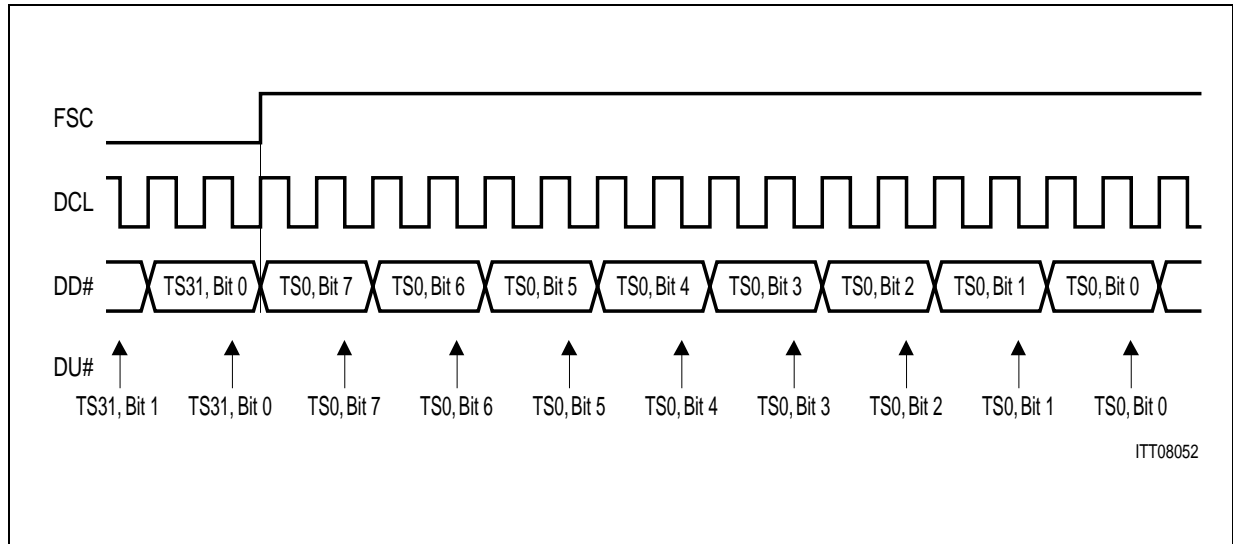 FSC
DCL
DD#
TS31, Bit 0 TS0, Bit 7 TS0, Bit 6 TS0, Bit 5 TS0, Bit 4 TS0, Bit 3 TS0, Bit 2 TS0, Bit 1 TS0, Bit 0
DU#
TS31, Bit 1 TS31, Bit 0 TS0, Bit 7 TS0, Bit 6 TS0, Bit 5 TS0, Bit 4 TS0, Bit 3 TS0, Bit 2 TS0, Bit 1 TS0, Bit 0
ITT08052